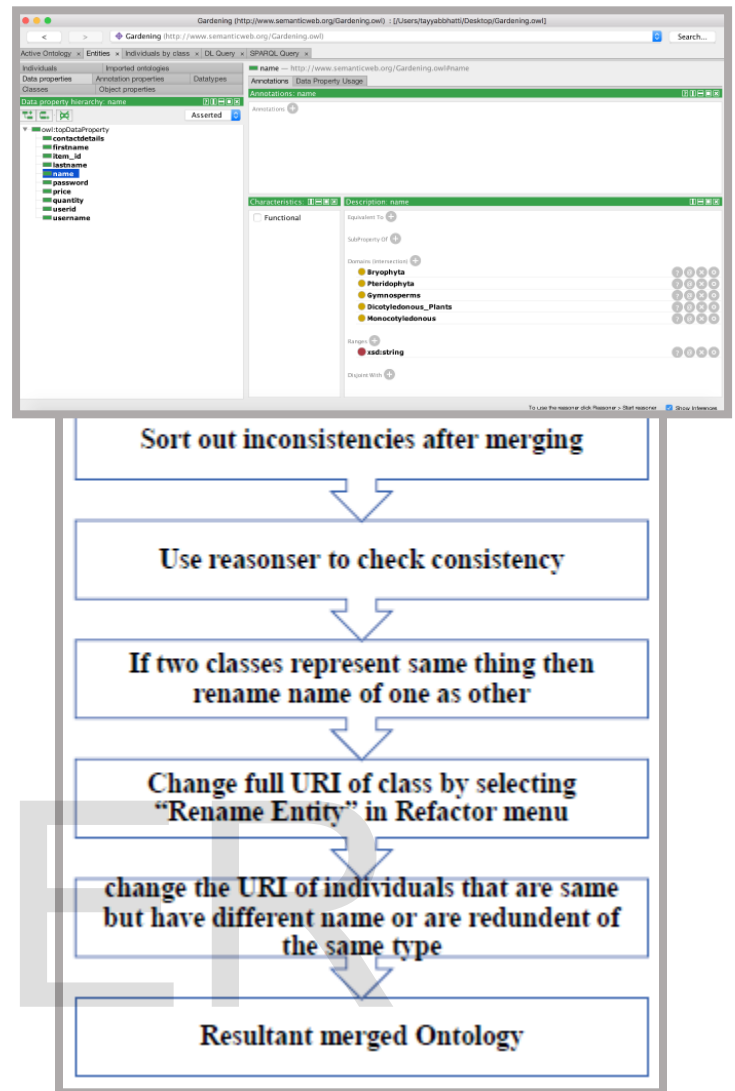 Gardening (http://www.semanticweb.org/Gardening.owl) : [/Users/tayyabbhatti/Desktop/Gardening.owl]
< > Gardening (http://www.semanticweb.org/Gardening.owl) Search...
Active Ontology × Entities × Individuals by class × DL Query × SPARQL Query ×
Individuals Imported ontologies
Data properties Annotation properties Datatypes
Classes Object properties
Data property hierarchy: name
Asserted
owl:topDataProperty
contactdetails
firstname
item_id
lastname
name
password
price
quantity
userid
username
name — http://www.semanticweb.org/Gardening.owl#name
Annotations Data Property Usage
Annotations: name
Annotations
Characteristics:
Functional
Description: name
Equivalent To
SubProperty Of
Domains (intersection)
Bryophyta
Pteridophyta
Gymnosperms
Dicotyledonous_Plants
Monocotyledonous
Ranges
xsd:string
Disjoint With
To use the reasoner click Reasoner > Start reasoner Show Inferences
Sort out inconsistencies after merging
Use reasonser to check consistency
If two classes represent same thing then
rename name of one as other
Change full URI of class by selecting
“Rename Entity” in Refactor menu
change the URI of individuals that are same
but have different name or are redundent of
the same type
Resultant merged Ontology
ER